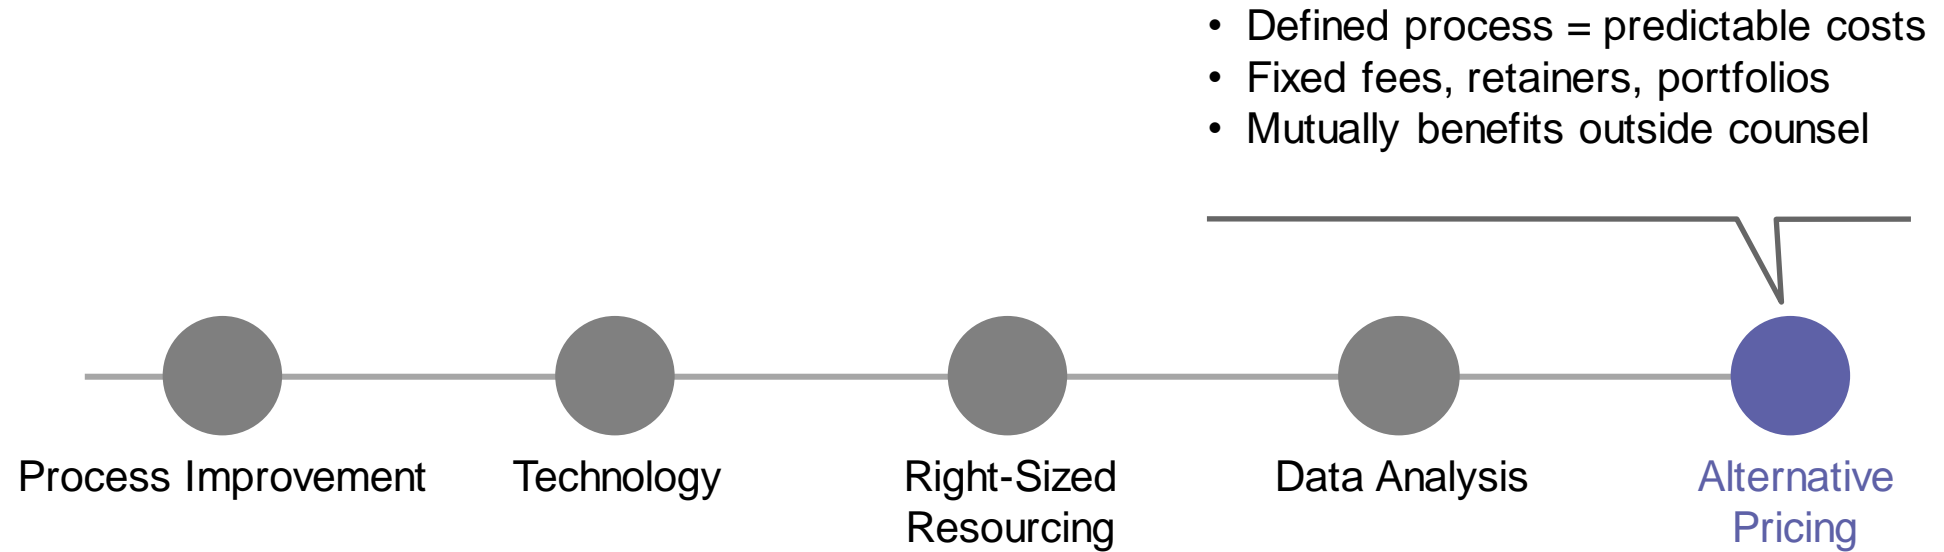 • Defined process = predictable costs
• Fixed fees, retainers, portfolios
• Mutually benefits outside counsel
Process Improvement
Technology
Right-Sized
Resourcing
Data Analysis
Alternative
Pricing